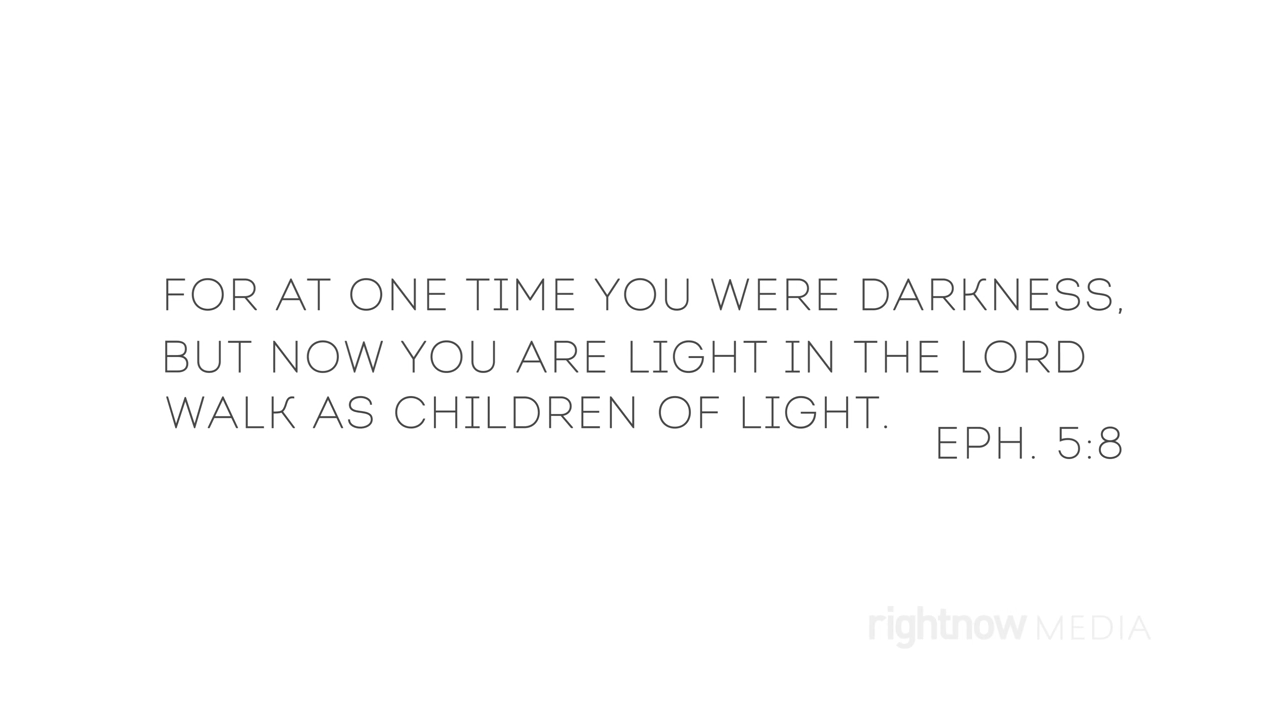 FOR AT ONE TIME YOU WERE DARKNESS,
BUT NOW YOU ARE LIGHT IN THE LORD
WALK AS CHILDREN OF LIGHT.
EPH. 5:8
rightnow MEDIA